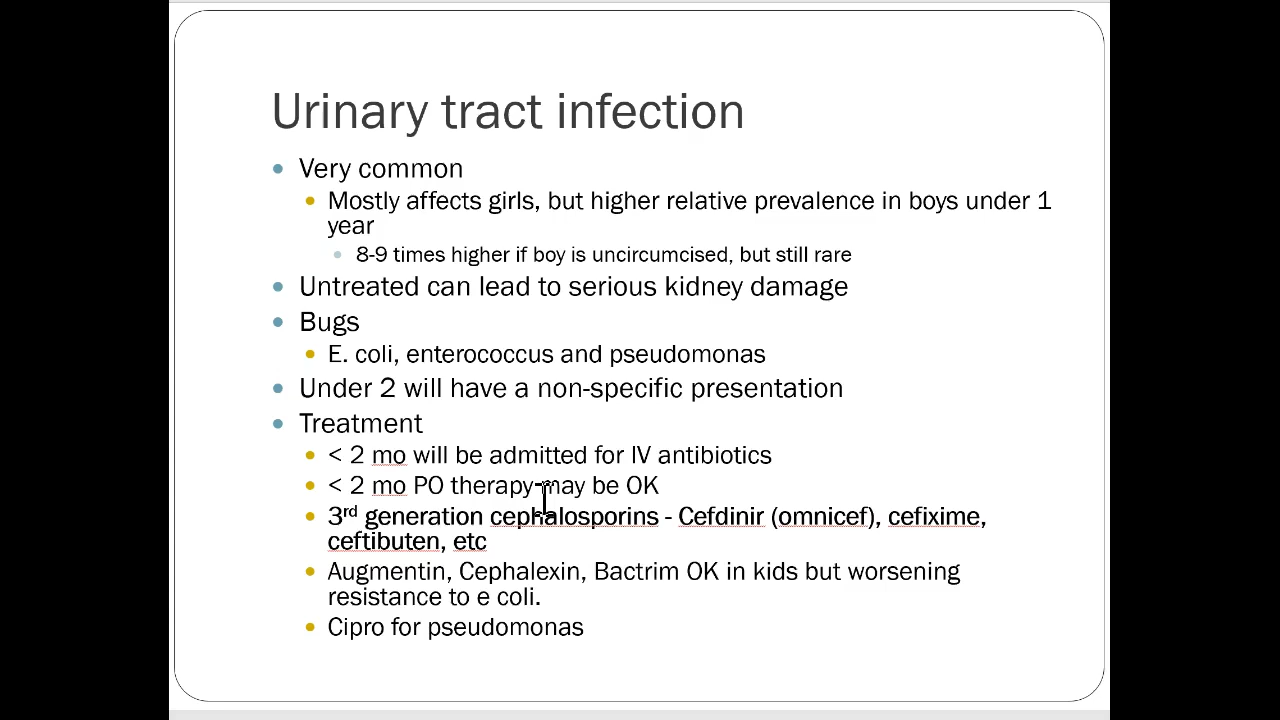 Urinary tract infection
Very common
Mostly affects girls, but higher relative prevalence in boys under 1
year
8-9 times higher if boy is uncircumcised, but still rare
Untreated can lead to serious kidney damage
Bugs
E. coli, enterococcus and pseudomonas
Under 2 will have a non-specific presentation
Treatment
< 2 mo will be admitted for IV antibiotics
< 2 mo PO therapy may be OK
3rd generation cephalosporins - Cefdinir (omnicef), cefixime,
ceftibuten, etc
Augmentin, Cephalexin, Bactrim OK in kids but worsening
resistance to e coli.
Cipro for pseudomonas